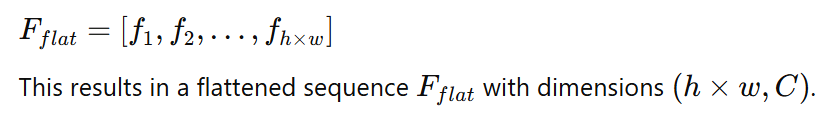 F_flat = [f_1, f_2, ..., f_{h×w}]
This results in a flattened sequence F_flat with dimensions (h × w, C).